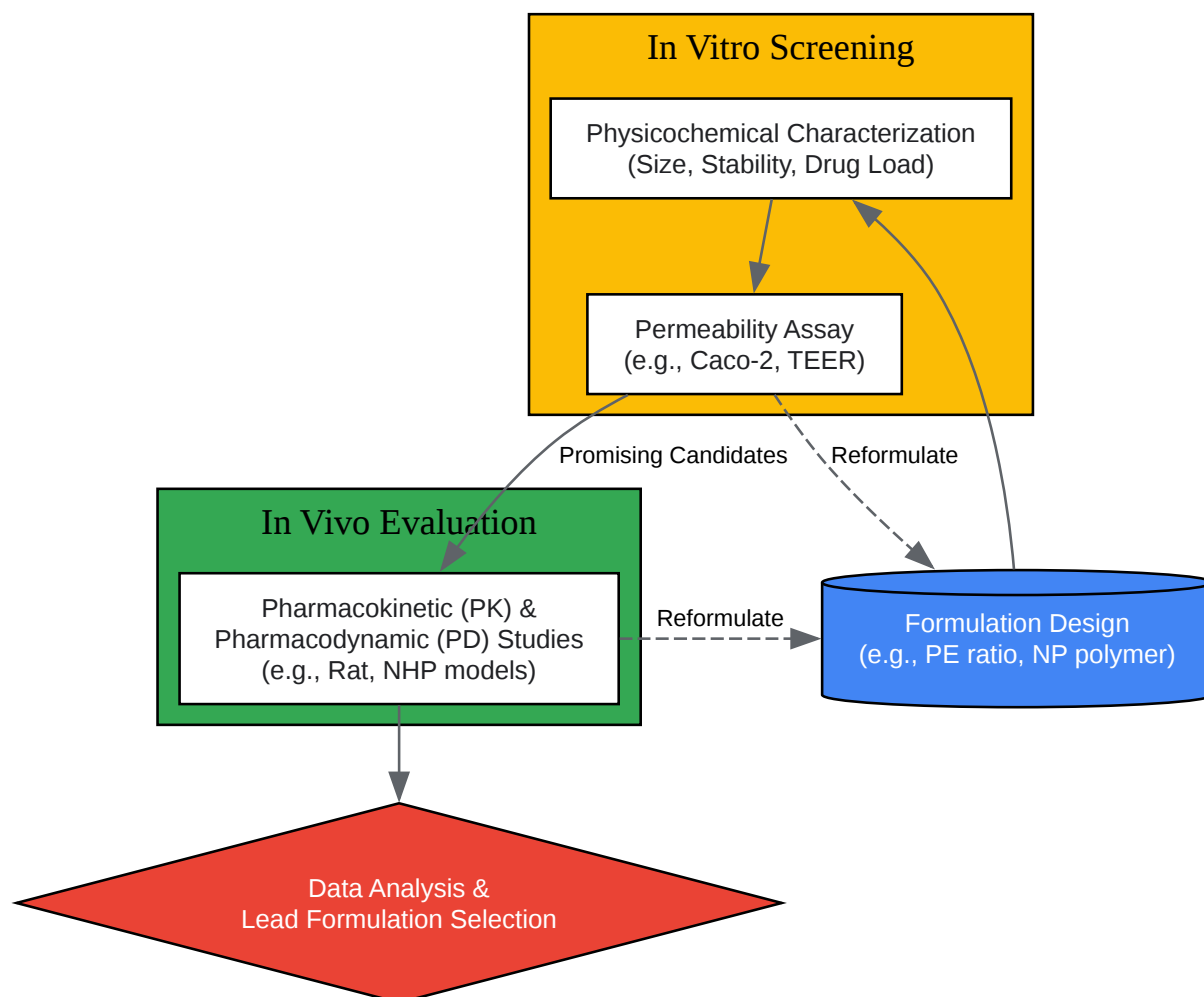 In Vitro Screening
Physicochemical Characterization
(Size, Stability, Drug Load)
Permeability Assay
(e.g., Caco-2, TEER)
Promising Candidates
Reformulate
In Vivo Evaluation
Pharmacokinetic (PK) &
Pharmacodynamic (PD) Studies
(e.g., Rat, NHP models)
Reformulate
Formulation Design
(e.g., PE ratio, NP polymer)
Data Analysis &
Lead Formulation Selection